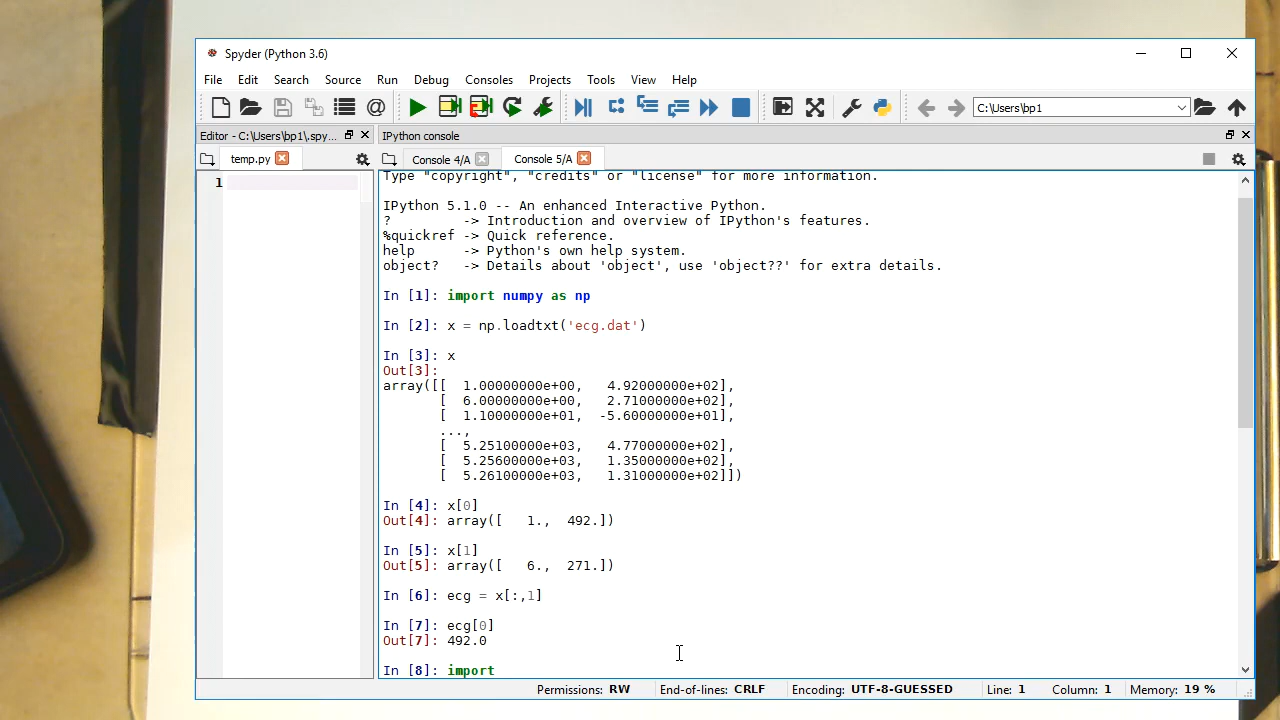 Spyder (Python 3.6)
File Edit Search Source Run Debug Consoles Projects Tools View Help
C:\Users\bp1
Editor - C:\Users\bp1\.spy...
IPython console
temp.py
Console 4/A
Console 5/A
1
Type "copyright", "credits" or "license" for more information.
IPython 5.1.0 -- An enhanced Interactive Python.
? -> Introduction and overview of IPython's features.
%quickref -> Quick reference.
help -> Python's own help system.
object? -> Details about 'object', use 'object??' for extra details.
In [1]: import numpy as np
In [2]: x = np.loadtxt('ecg.dat')
In [3]: x
Out[3]:
array([[ 1.00000000e+00, 4.92000000e+02],
[ 6.00000000e+00, 2.71000000e+02],
[ 1.10000000e+01, -5.60000000e+01],
...,
[ 5.25100000e+03, 4.77000000e+02],
[ 5.25600000e+03, 1.35000000e+02],
[ 5.26100000e+03, 1.31000000e+02]])
In [4]: x[0]
Out[4]: array([ 1., 492.])
In [5]: x[1]
Out[5]: array([ 6., 271.])
In [6]: ecg = x[:,1]
In [7]: ecg[0]
Out[7]: 492.0
In [8]: import
Permissions: RW End-of-lines: CRLF Encoding: UTF-8-GUESSED Line: 1 Column: 1 Memory: 19 %